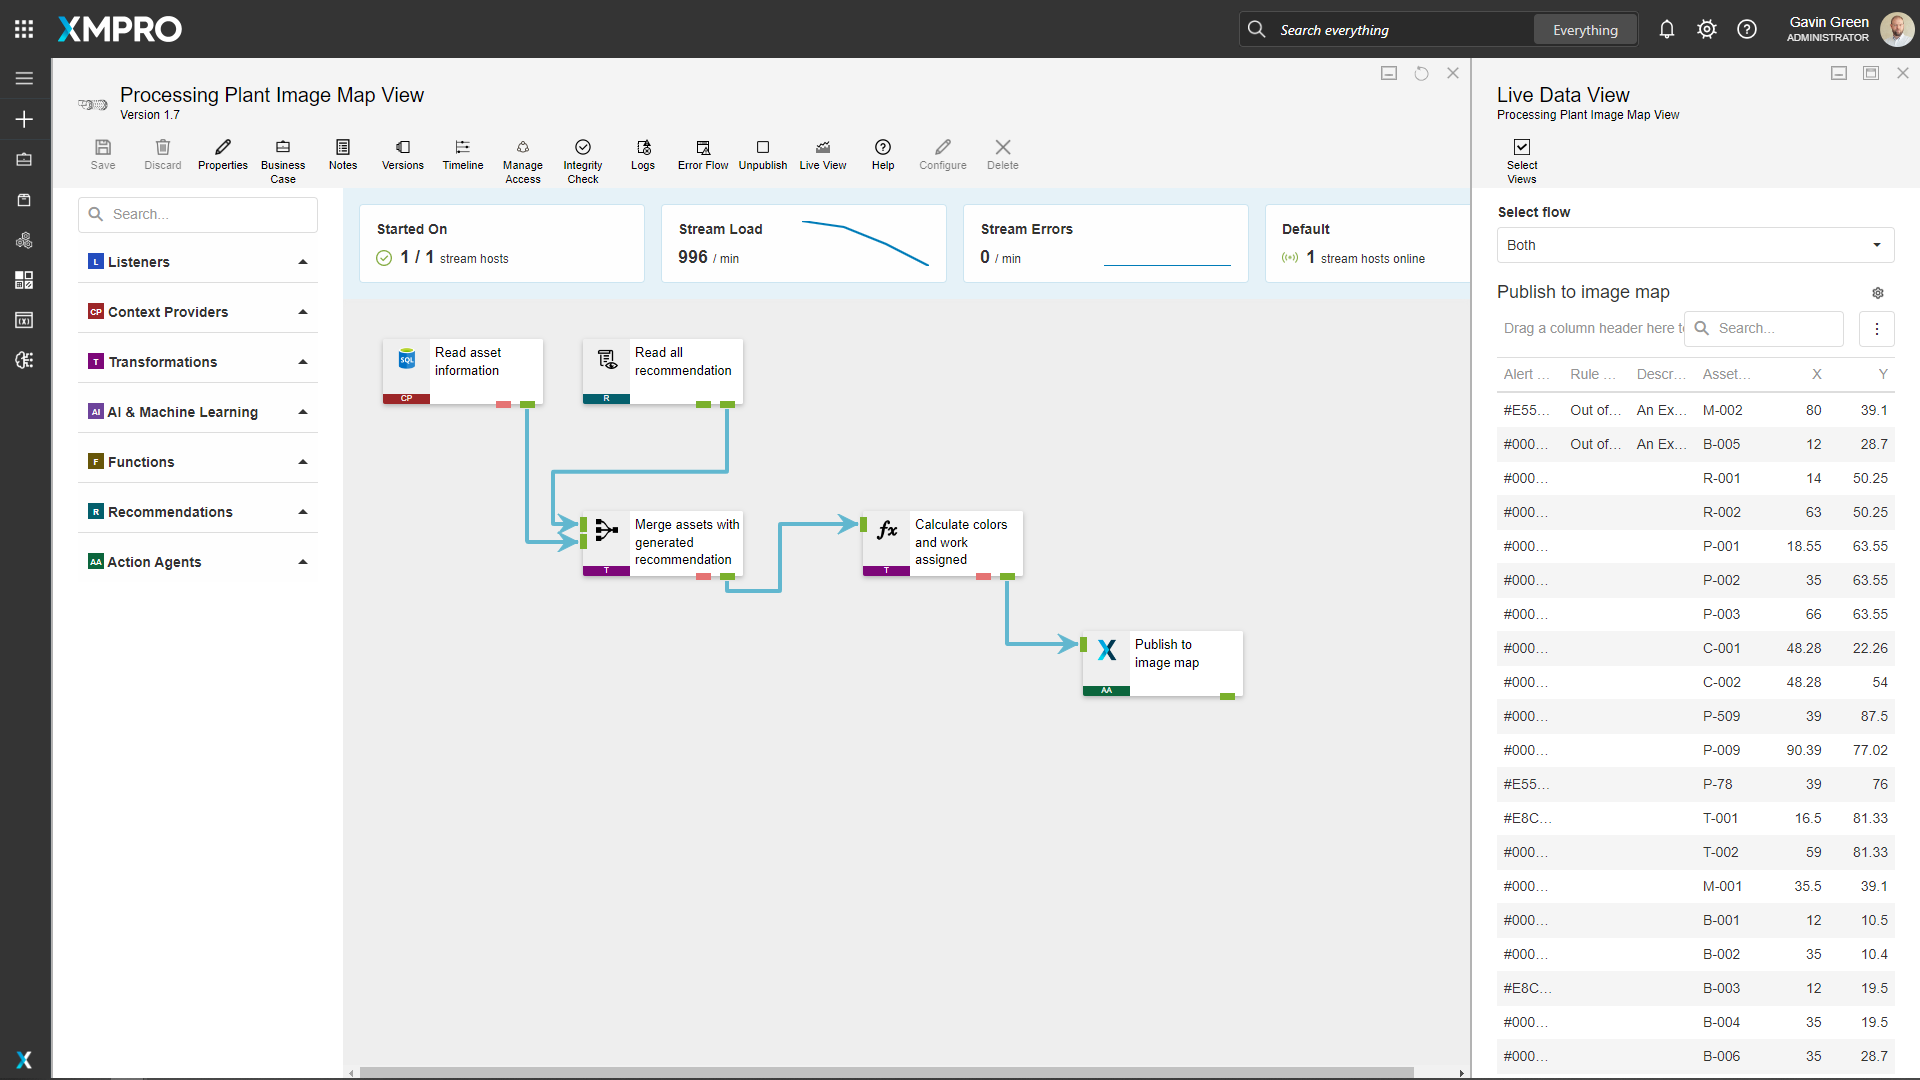 XMPRO
Search everything
Everything
Gavin Green
ADMINISTRATOR
Processing Plant Image Map View
Version 1.7
Save
Discard
Properties
Business
Case
Notes
Versions
Timeline
Manage
Access
Integrity
Check
Logs
Error Flow
Unpublish
Live View
Help
Configure
Delete
Search...
L Listeners
CP Context Providers
T Transformations
AI AI & Machine Learning
F Functions
R Recommendations
AA Action Agents
Started On
1 / 1 stream hosts
Stream Load
996 / min
Stream Errors
0 / min
Default
1 stream hosts online
SQL
Read asset
information
CP
Read all
recommendation
R
Merge assets with
generated
recommendation
T
fx
Calculate colors
and work
assigned
T
Publish to
image map
AA
Live Data View
Processing Plant Image Map View
Select
Views
Select flow
Both
Publish to image map
Drag a column header here to
Search...
Alert ... Rule ... Descr... Asset... X Y
#E55... Out of... An Ex... M-002 80 39.1
#000... Out of... An Ex... B-005 12 28.7
#000... R-001 14 50.25
#000... R-002 63 50.25
#000... P-001 18.55 63.55
#000... P-002 35 63.55
#000... P-003 66 63.55
#000... C-001 48.28 22.26
#000... C-002 48.28 54
#000... P-509 39 87.5
#000... P-009 90.39 77.02
#E55... P-78 39 76
#E8C... T-001 16.5 81.33
#000... T-002 59 81.33
#000... M-001 35.5 39.1
#000... B-001 12 10.5
#000... B-002 35 10.4
#E8C... B-003 12 19.5
#000... B-004 35 19.5
#000... B-006 35 28.7